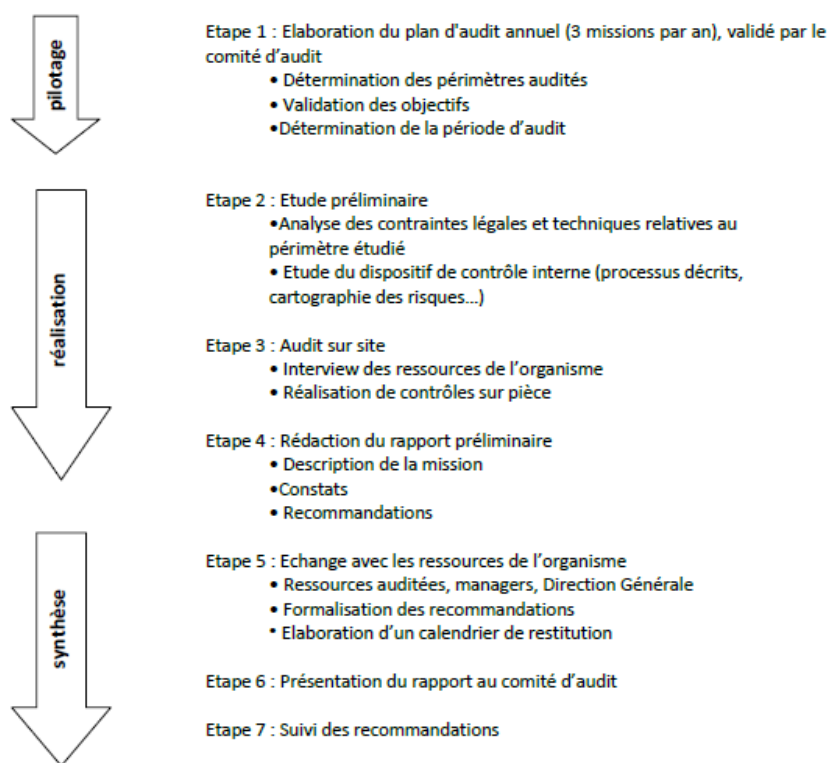 pilotage
Etape 1 : Elaboration du plan d'audit annuel (3 missions par an), validé par le
comité d'audit
• Détermination des périmètres audités
• Validation des objectifs
•Détermination de la période d'audit
réalisation
Etape 2 : Etude préliminaire
•Analyse des contraintes légales et techniques relatives au
périmètre étudié
• Etude du dispositif de contrôle interne (processus décrits,
cartographie des risques...)
Etape 3 : Audit sur site
• Interview des ressources de l'organisme
• Réalisation de contrôles sur pièce
Etape 4 : Rédaction du rapport préliminaire
• Description de la mission
•Constats
• Recommandations
synthèse
Etape 5 : Echange avec les ressources de l'organisme
• Ressources auditées, managers, Direction Générale
• Formalisation des recommandations
• Elaboration d'un calendrier de restitution
Etape 6 : Présentation du rapport au comité d'audit
Etape 7 : Suivi des recommandations